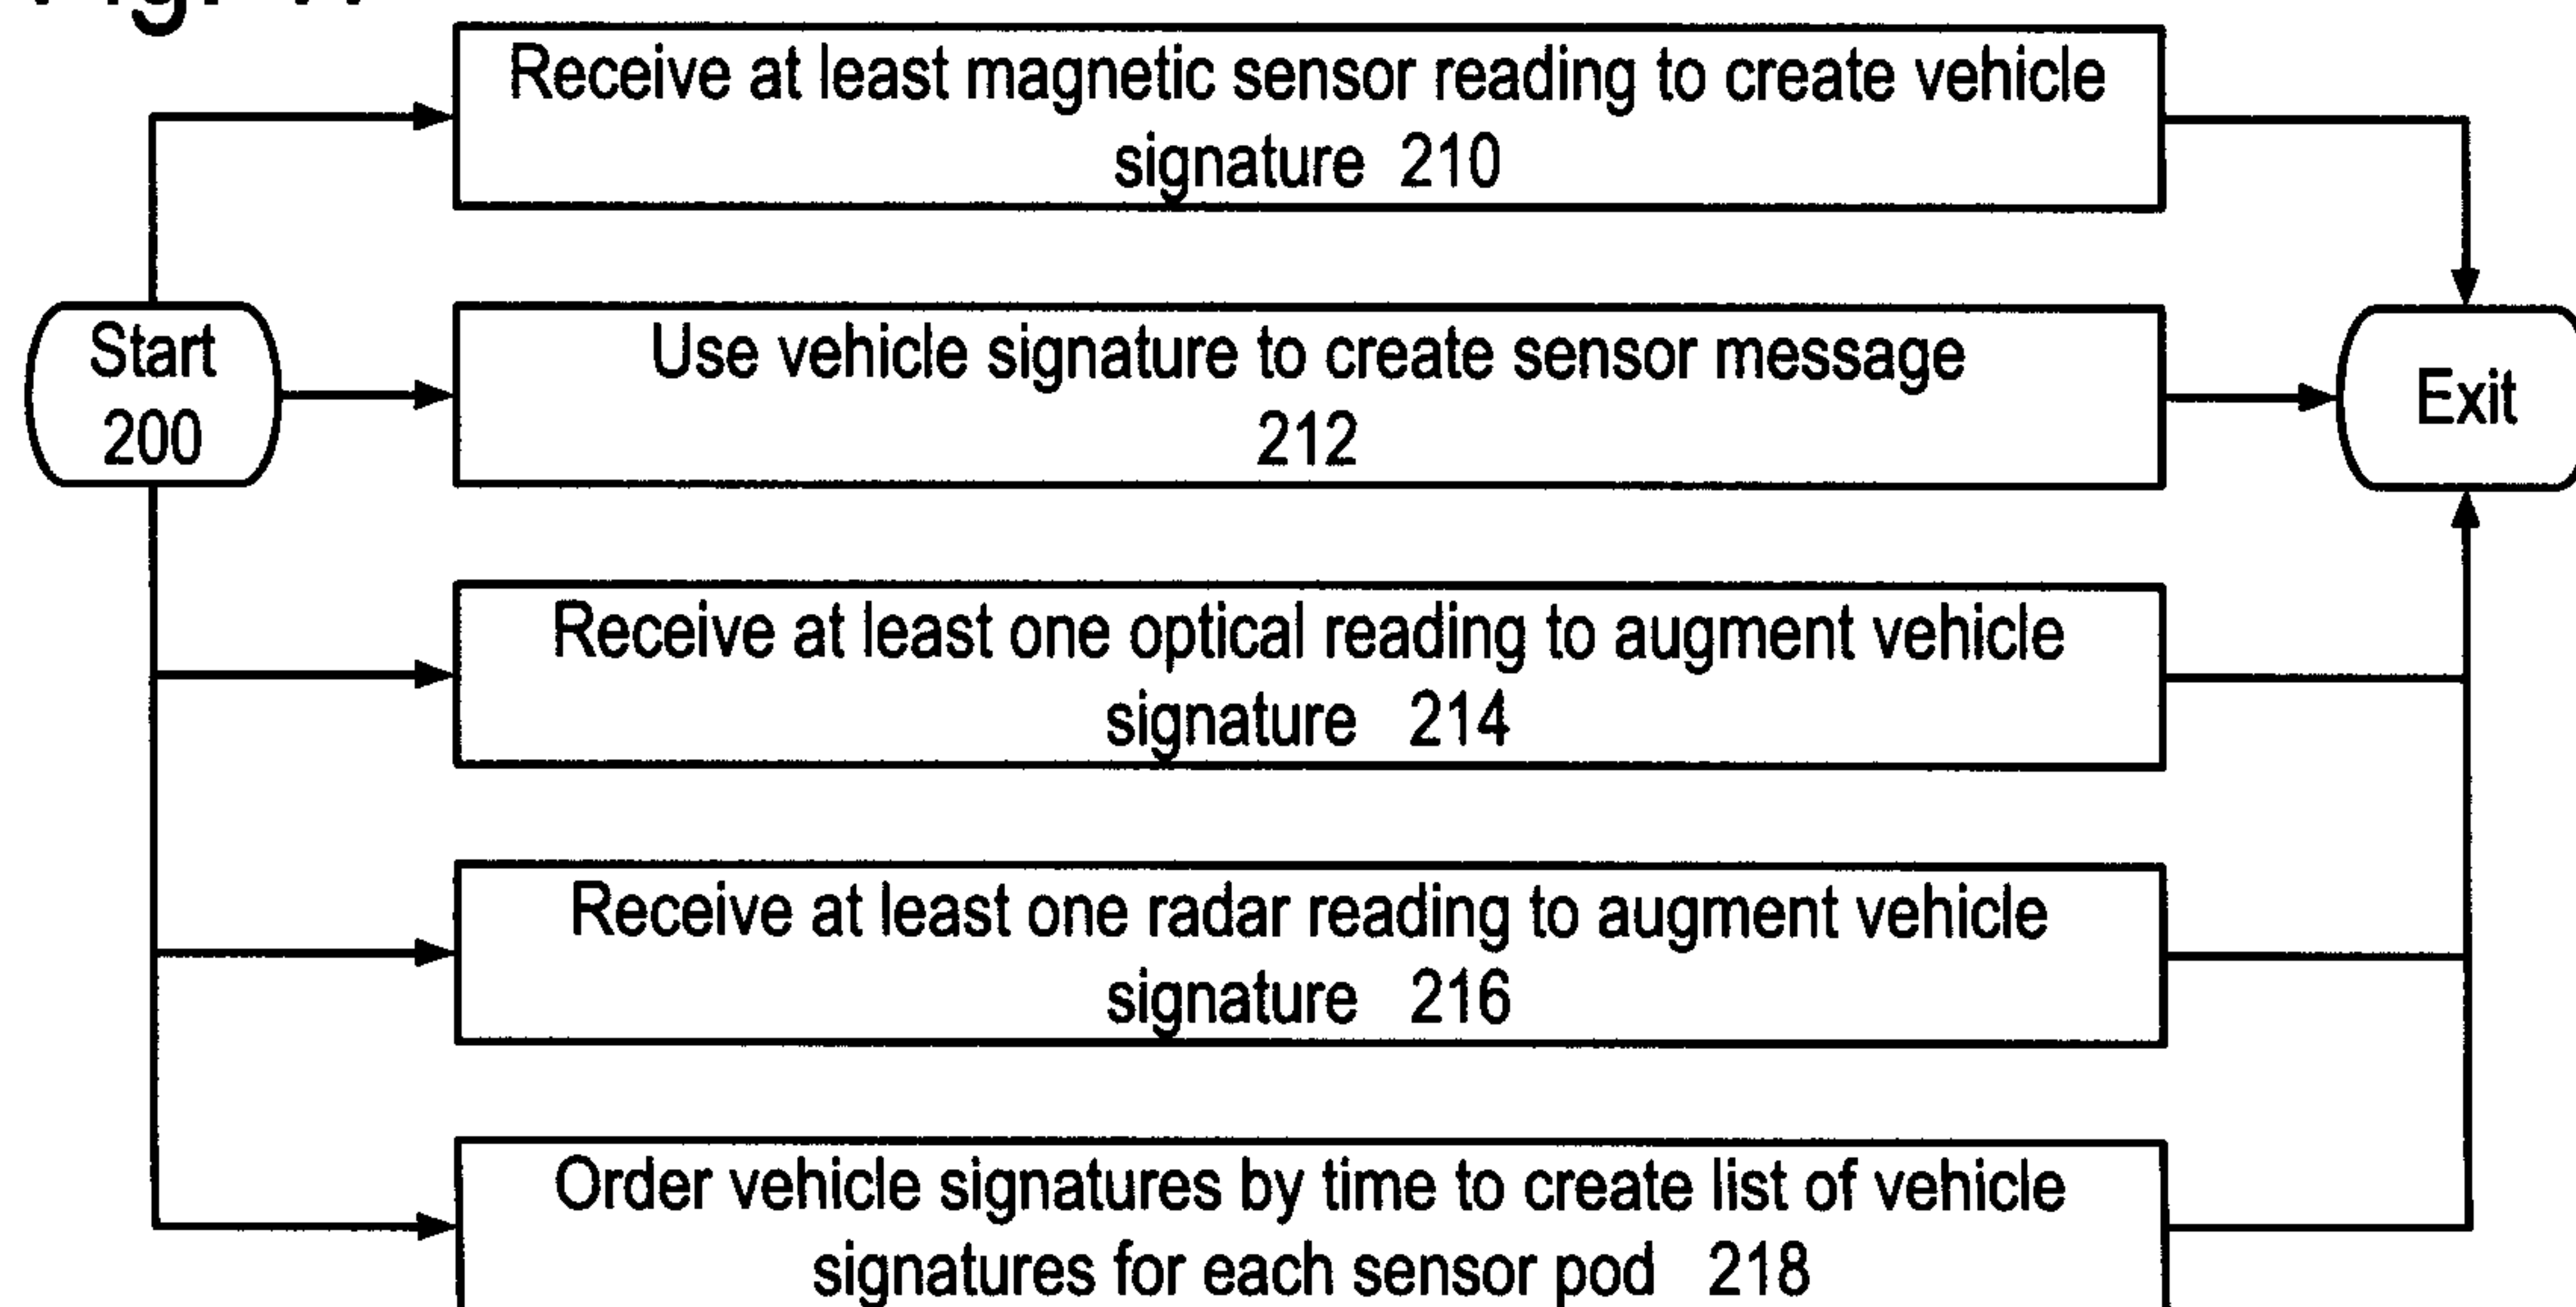 Receive at least magnetic sensor reading to create vehicle
signature 210
Start
200
Use vehicle signature to create sensor message
212
Exit
Receive at least one optical reading to augment vehicle
signature 214
Receive at least one radar reading to augment vehicle
signature 216
Order vehicle signatures by time to create list of vehicle
signatures for each sensor pod 218